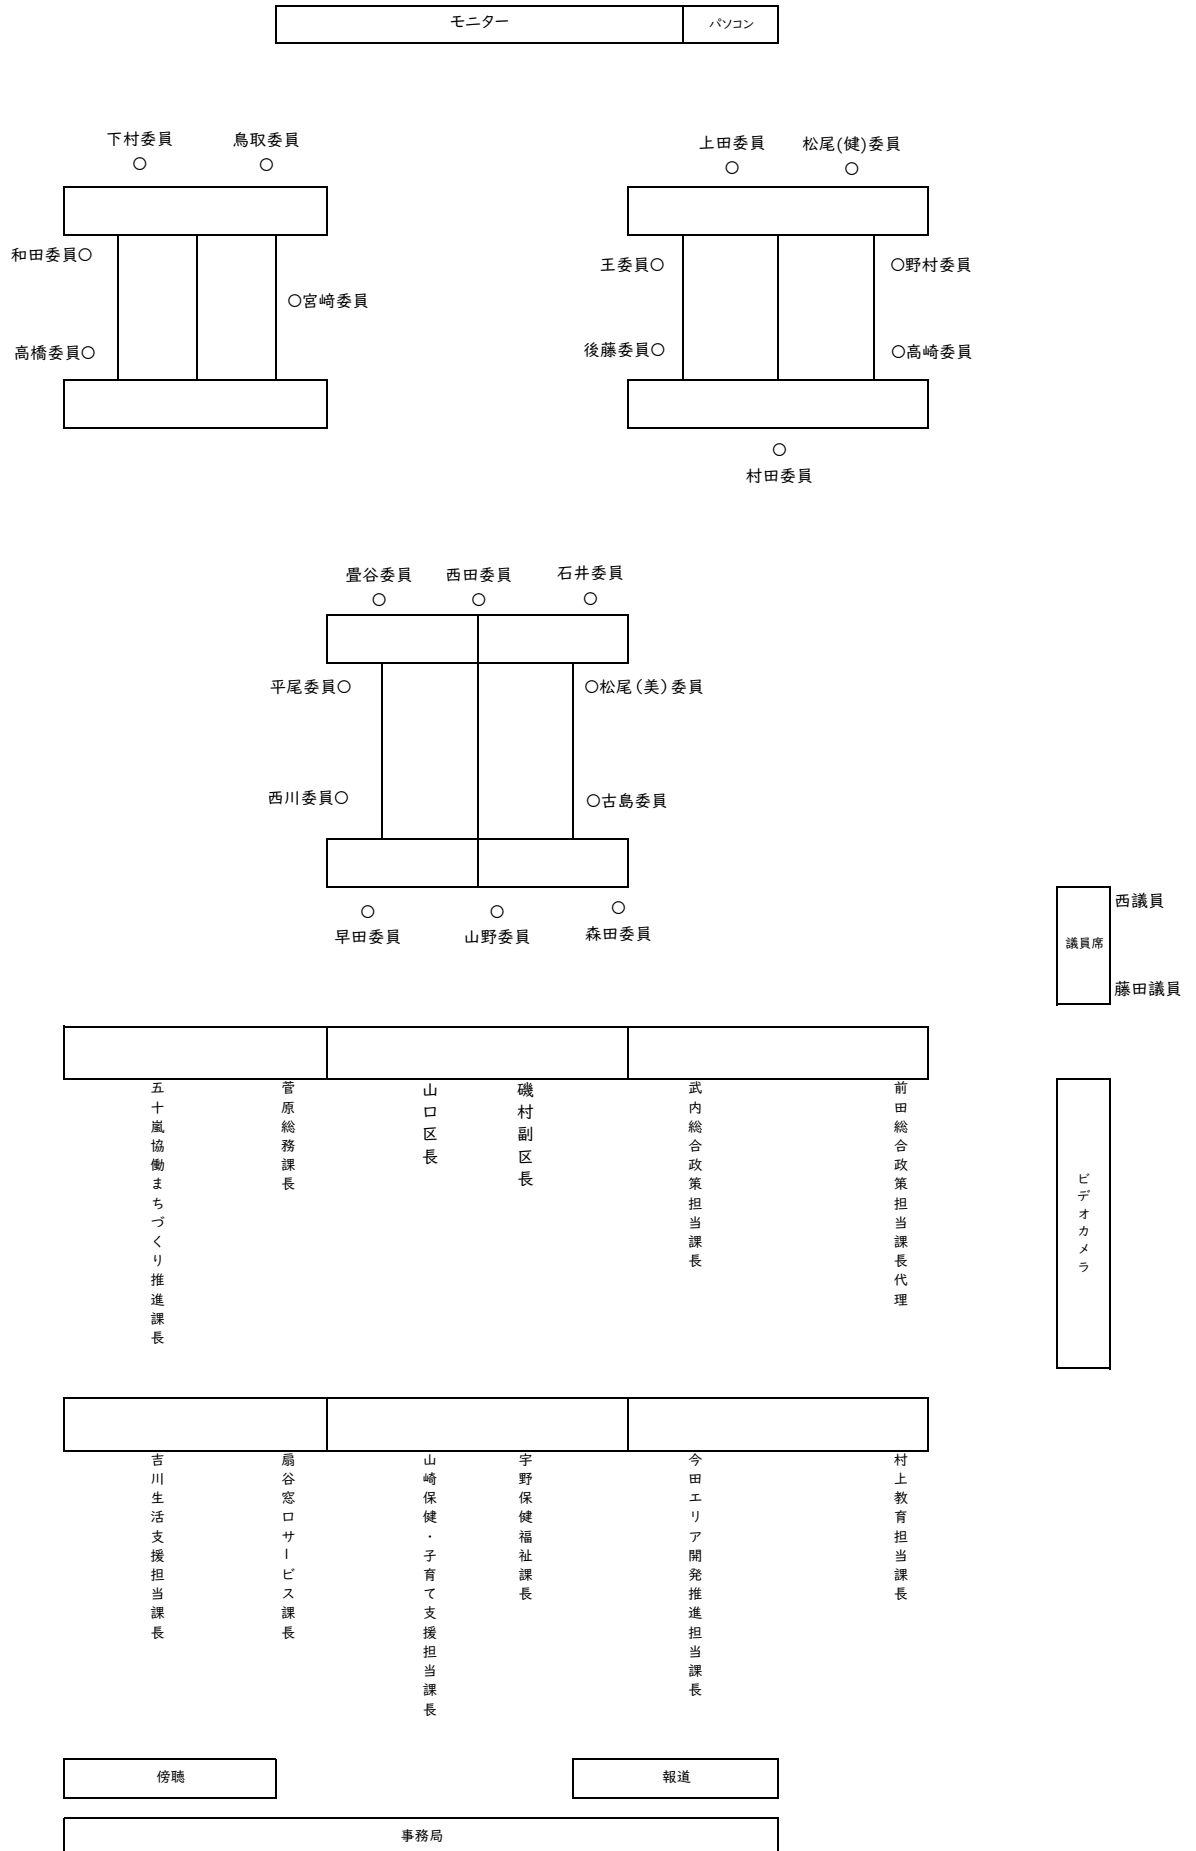 モニター
パソコン
下村委員
鳥取委員
○
○
上田委員
松尾(健)委員
○
○
和田委員○
○宮﨑委員
高橋委員○
王委員○
○野村委員
後藤委員○
○高崎委員
○
村田委員
畳谷委員
西田委員
石井委員
○
○
○
平尾委員○
○松尾(美)委員
西川委員○
○古島委員
○
○
○
早田委員
山野委員
森田委員
西議員
議員席
藤田議員
五十嵐協働まちづくり推進課長
菅原総務課長
山口区長
磯村副区長
武内総合政策担当課長
前田総合政策担当課長代理
ビデオカメラ
吉川生活支援担当課長
扇谷窓口サービス課長
山崎保健・子育て支援担当課長
宇野保健福祉課長
今田エリア開発推進担当課長
村上教育担当課長
傍聴
報道
事務局